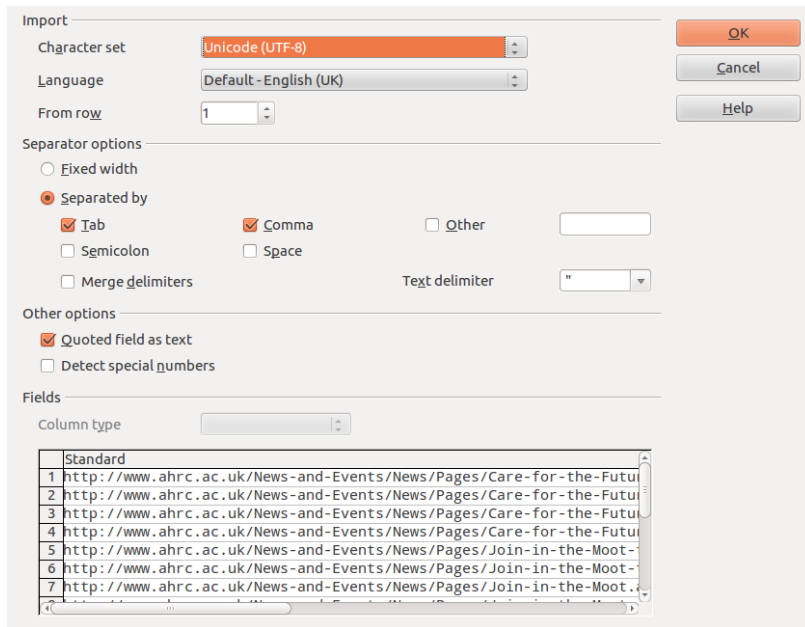 Import
Character set Unicode (UTF-8)
Language Default - English (UK)
From row 1
OK
Cancel
Help
Separator options
Fixed width
Separated by
Tab Comma Other
Semicolon Space
Merge delimiters Text delimiter "
Other options
Quoted field as text
Detect special numbers
Fields
Column type
Standard
1 http://www.ahrc.ac.uk/News-and-Events/News/Pages/Care-for-the-Futu
2 http://www.ahrc.ac.uk/News-and-Events/News/Pages/Care-for-the-Futu
3 http://www.ahrc.ac.uk/News-and-Events/News/Pages/Care-for-the-Futu
4 http://www.ahrc.ac.uk/News-and-Events/News/Pages/Care-for-the-Futu
5 http://www.ahrc.ac.uk/News-and-Events/News/Pages/Join-in-the-Moot-
6 http://www.ahrc.ac.uk/News-and-Events/News/Pages/Join-in-the-Moot-
7 http://www.ahrc.ac.uk/News-and-Events/News/Pages/Join-in-the-Moot.